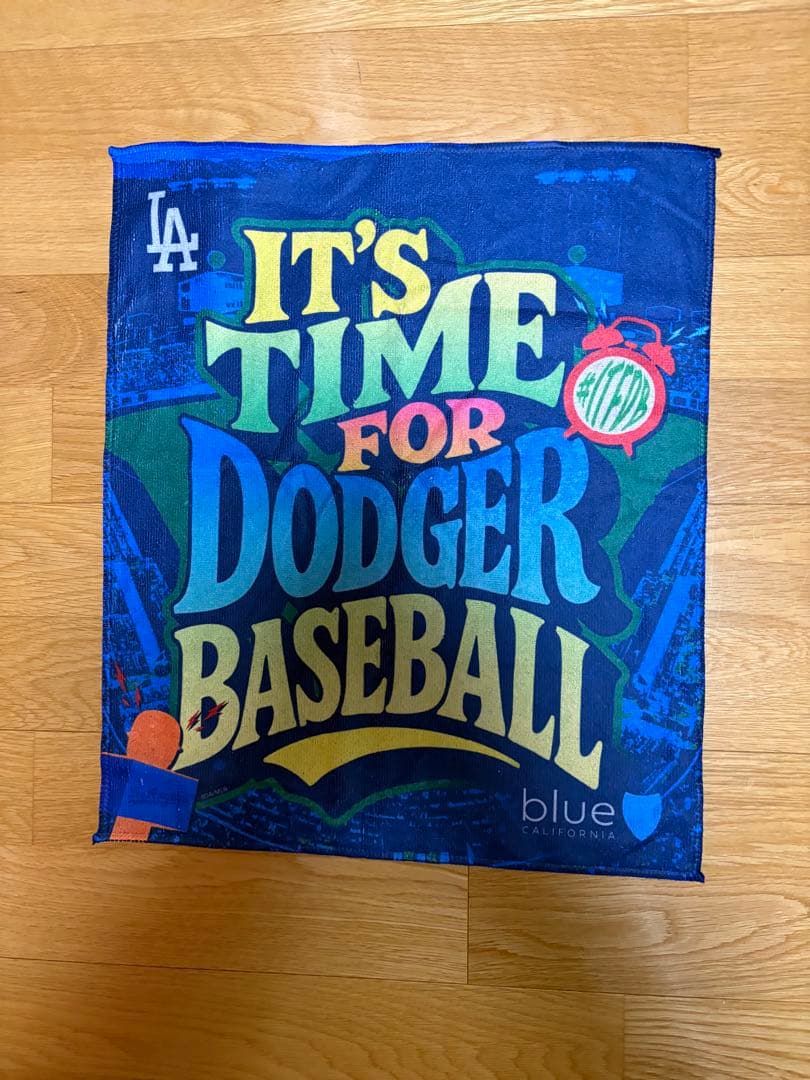 LA
IT'S
TIME
#ITFDB
FOR
DODGER
BASEBALL
blue
CALIFORNIA